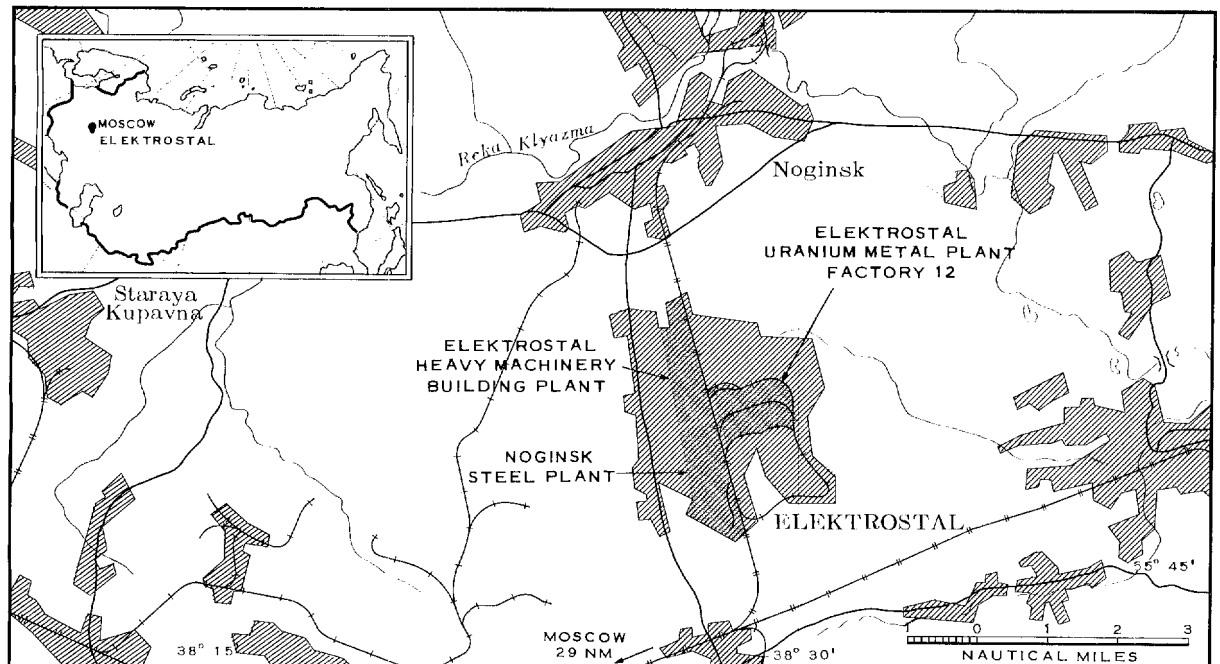 MOSCOW
ELEKTROSTAL
Reka Klyazma
Noginsk
ELEKTROSTAL
URANIUM METAL PLANT
FACTORY 12
Staraya
Kupavna
ELEKTROSTAL
HEAVY MACHINERY
BUILDING PLANT
NOGINSK
STEEL PLANT
ELEKTROSTAL
55° 45'
38° 15'
MOSCOW
29 NM
38° 30'
1 0 1 2 3
NAUTICAL MILES